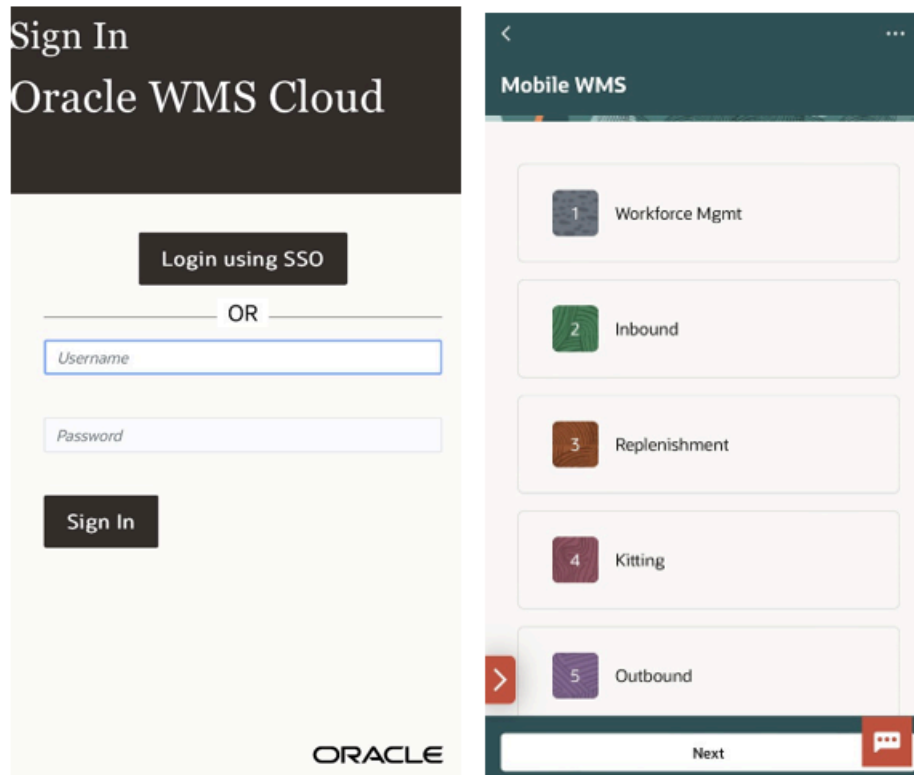 Sign In
Oracle WMS Cloud
Login using SSO
OR
Username
Password
Sign In
ORACLE
Mobile WMS
1 Workforce Mgmt
2 Inbound
3 Replenishment
4 Kitting
5 Outbound
Next